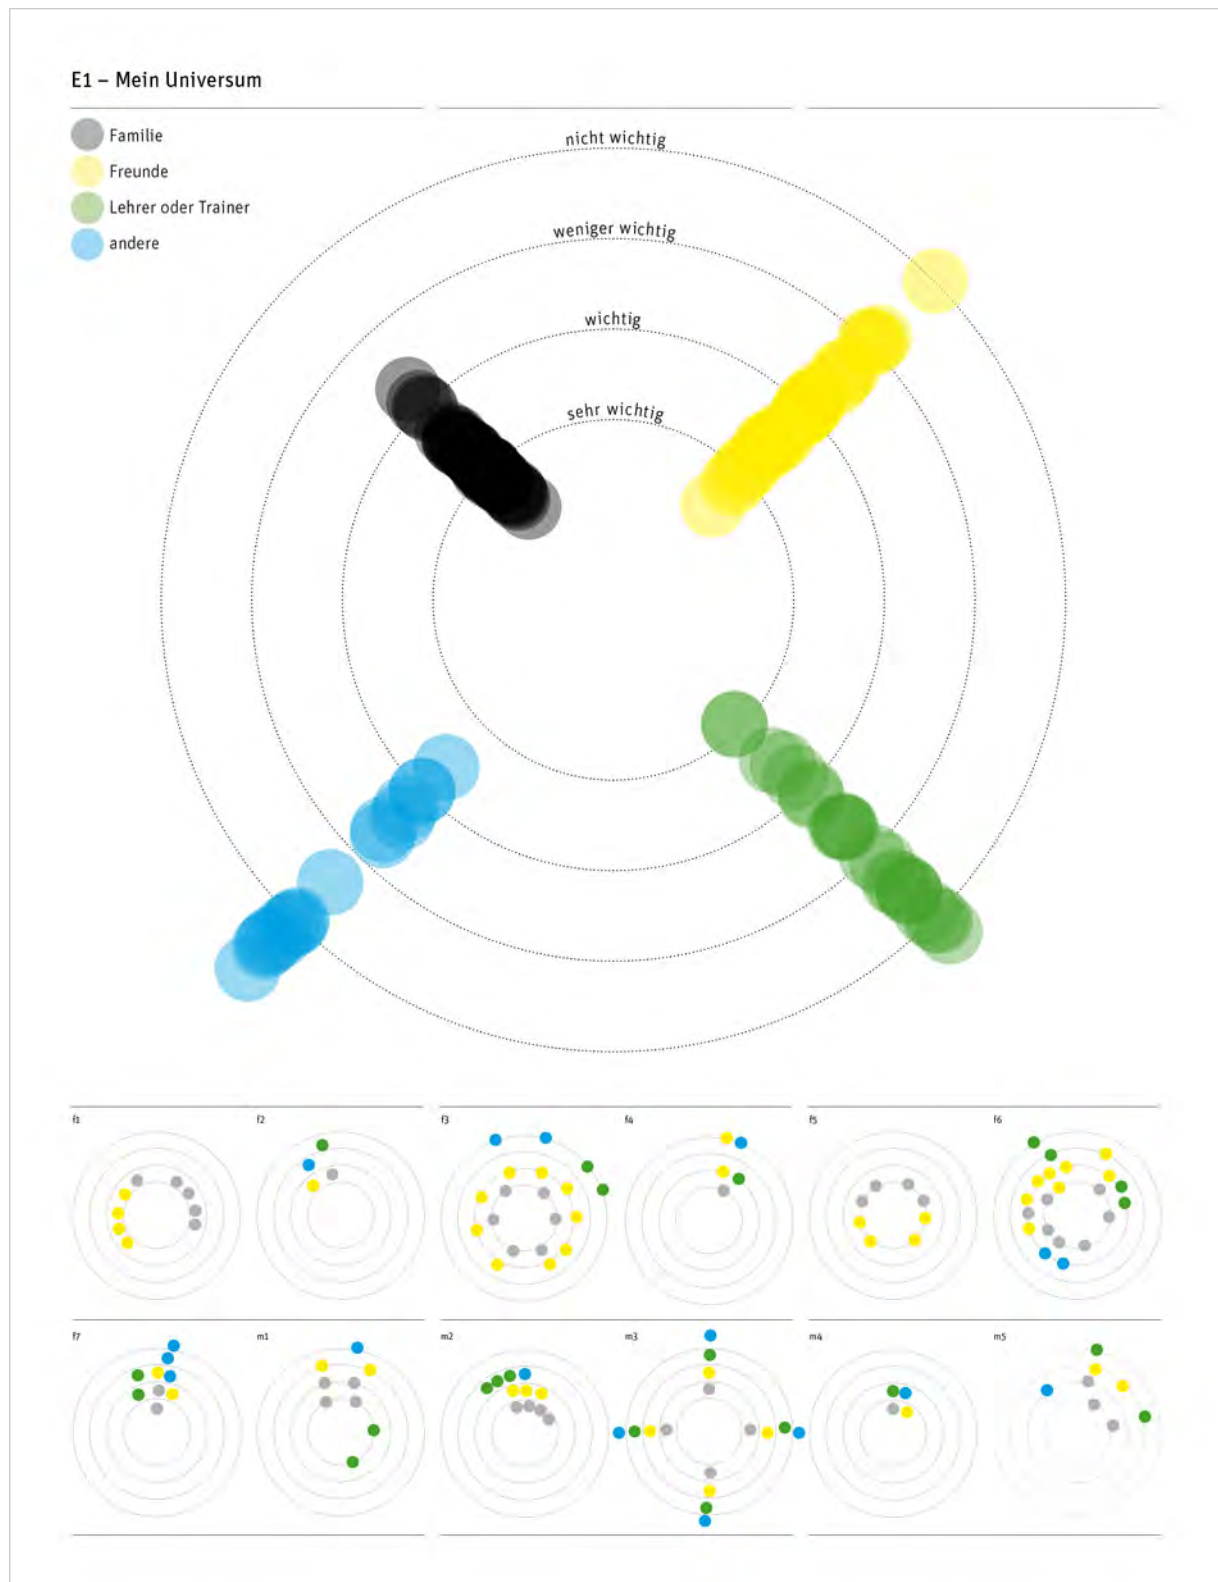 E1 – Mein Universum
Familie
Freunde
Lehrer oder Trainer
andere
nicht wichtig
weniger wichtig
wichtig
sehr wichtig
f1
f2
f3
f4
f5
f6
f7
m1
m2
m3
m4
m5